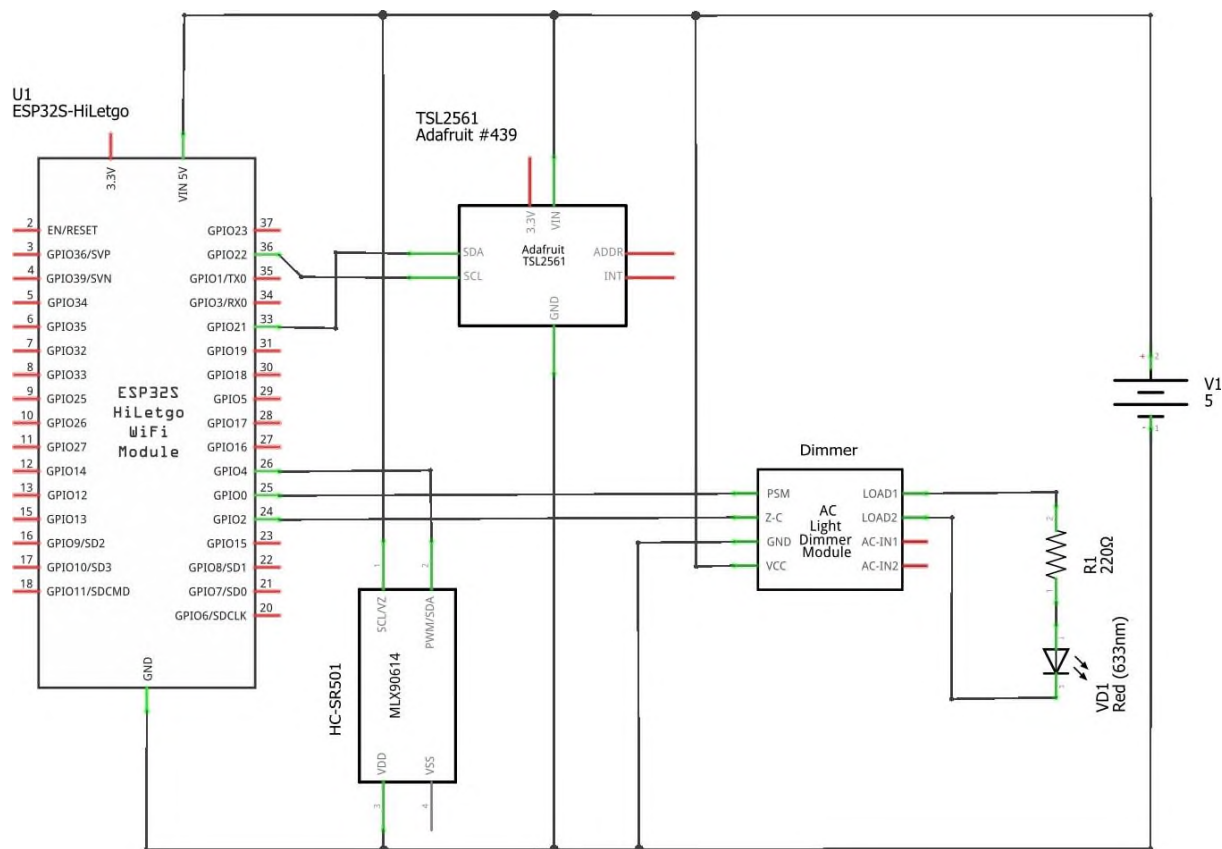 U1
ESP32S-HiLetgo
3.3V
VIN 5V
2 EN/RESET
3 GPIO36/SVP
4 GPIO39/SVN
5 GPIO34
6 GPIO35
7 GPIO32
8 GPIO33
9 GPIO25
10 GPIO26
11 GPIO27
12 GPIO14
13 GPIO12
15 GPIO13
16 GPIO9/SD2
17 GPIO10/SD3
18 GPIO11/SDCMD
GPIO23 37
GPIO22 36
GPIO1/TX0 35
GPIO3/RX0 34
GPIO21 33
GPIO19 31
GPIO18 30
GPIO5 29
GPIO17 28
GPIO16 27
GPIO4 26
GPIO0 25
GPIO2 24
GPIO15 23
GPIO8/SD1 22
GPIO7/SD0 21
GPIO6/SDCLK 20
ESP32S
HiLetgo
WiFi
Module
GND
TSL2561
Adafruit #439
3.3V
VIN
SDA
SCL
Adafruit
TSL2561
ADDR
INT
GND
HC-SR501
1
SCL/VZ
2
PWM/SDA
MLX90614
VDD
3
VSS
4
Dimmer
PSM
Z-C
GND
VCC
AC
Light
Dimmer
Module
LOAD1
LOAD2
AC-IN1
AC-IN2
2
R1
220Ω
1
VD1
Red (633nm)
+ 2
V1
5
- 1